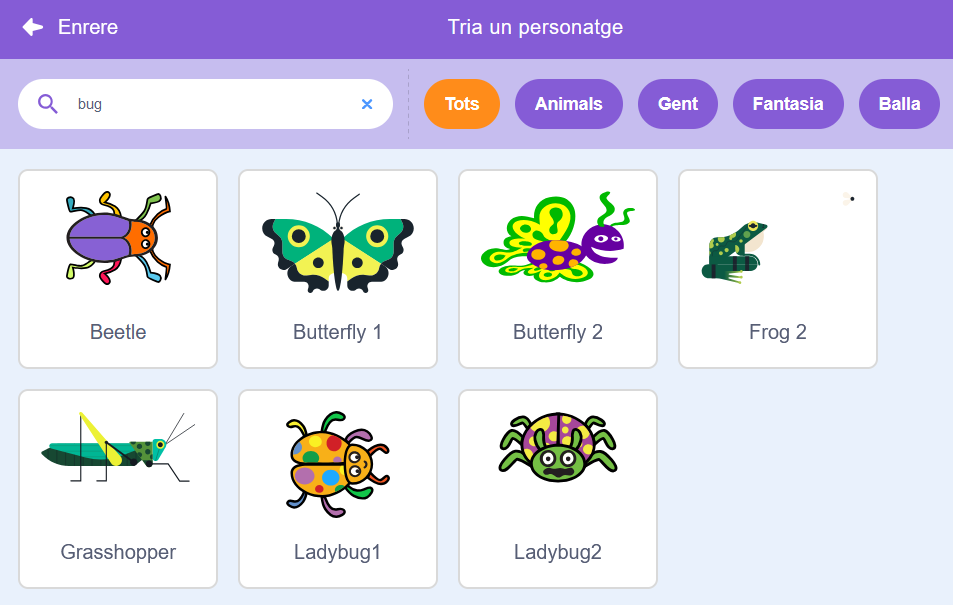 Enrere
Tria un personatge
bug
Tots
Animals
Gent
Fantasia
Balla
Beetle
Butterfly 1
Butterfly 2
Frog 2
Grasshopper
Ladybug1
Ladybug2